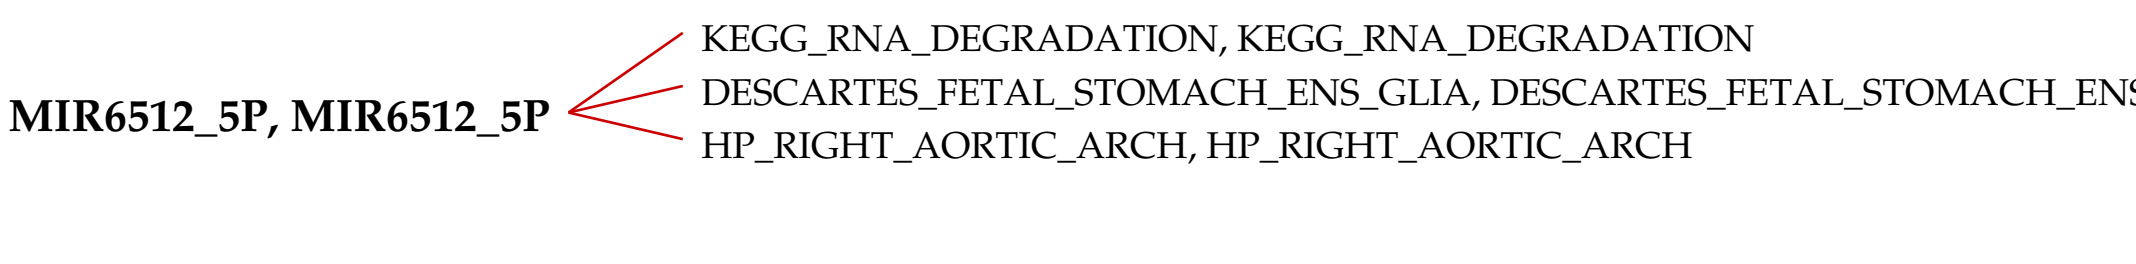 KEGG_RNA_DEGRADATION, KEGG_RNA_DEGRADATION
DESCARTES_FETAL_STOMACH_ENS_GLIA, DESCARTES_FETAL_STOMACH_ENS
MIR6512_5P, MIR6512_5P
HP_RIGHT_AORTIC_ARCH, HP_RIGHT_AORTIC_ARCH